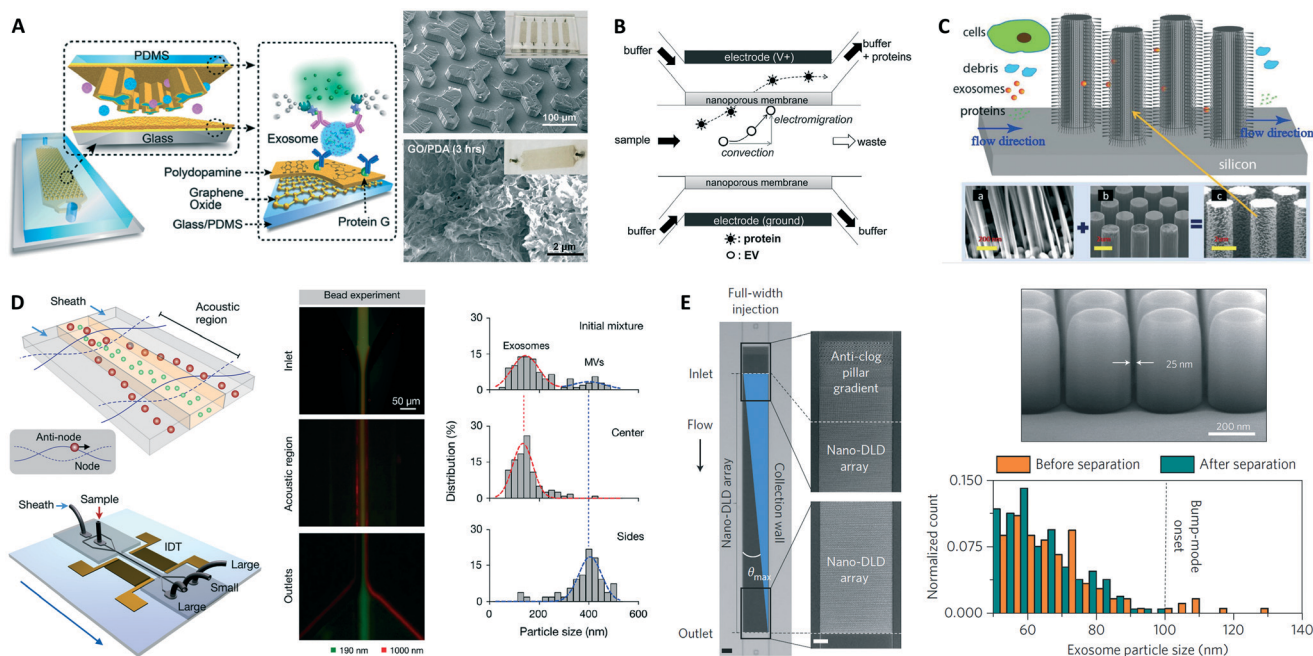 A
PDMS
Glass
Exosome
Polydopamine
Graphene
Oxide
Glass/PDMS
Protein G
100 µm
GO/PDA (3 hrs)
2 µm
B
buffer
electrode (V+)
buffer
+ proteins
nanoporous membrane
electromigration
sample
waste
convection
nanoporous membrane
electrode (ground)
buffer
buffer
: protein
: EV
C
cells
debris
exosomes
proteins
flow direction
flow direction
silicon
a
b
c
+
=
D
Sheath
Acoustic
region
Anti-node
Node
Sheath
Sample
IDT
Large
Small
Large
Bead experiment
Inlet
50 µm
Acoustic region
Outlets
190 nm
1000 nm
Distribution (%)
30
15
0
Exosomes
Initial mixture
MVs
30
15
0
Center
30
15
0
Sides
0
200
400
600
Particle size (nm)
E
Full-width
injection
Inlet
Flow
Nano-DLD array
Collection wall
θmax
Outlet
Anti-clog
pillar
gradient
Nano-DLD
array
Nano-DLD
array
25 nm
200 nm
Before separation
After separation
Normalized count
0.150
0.075
0.000
Bump-mode
onset
60
80
100
120
140
Exosome particle size (nm)